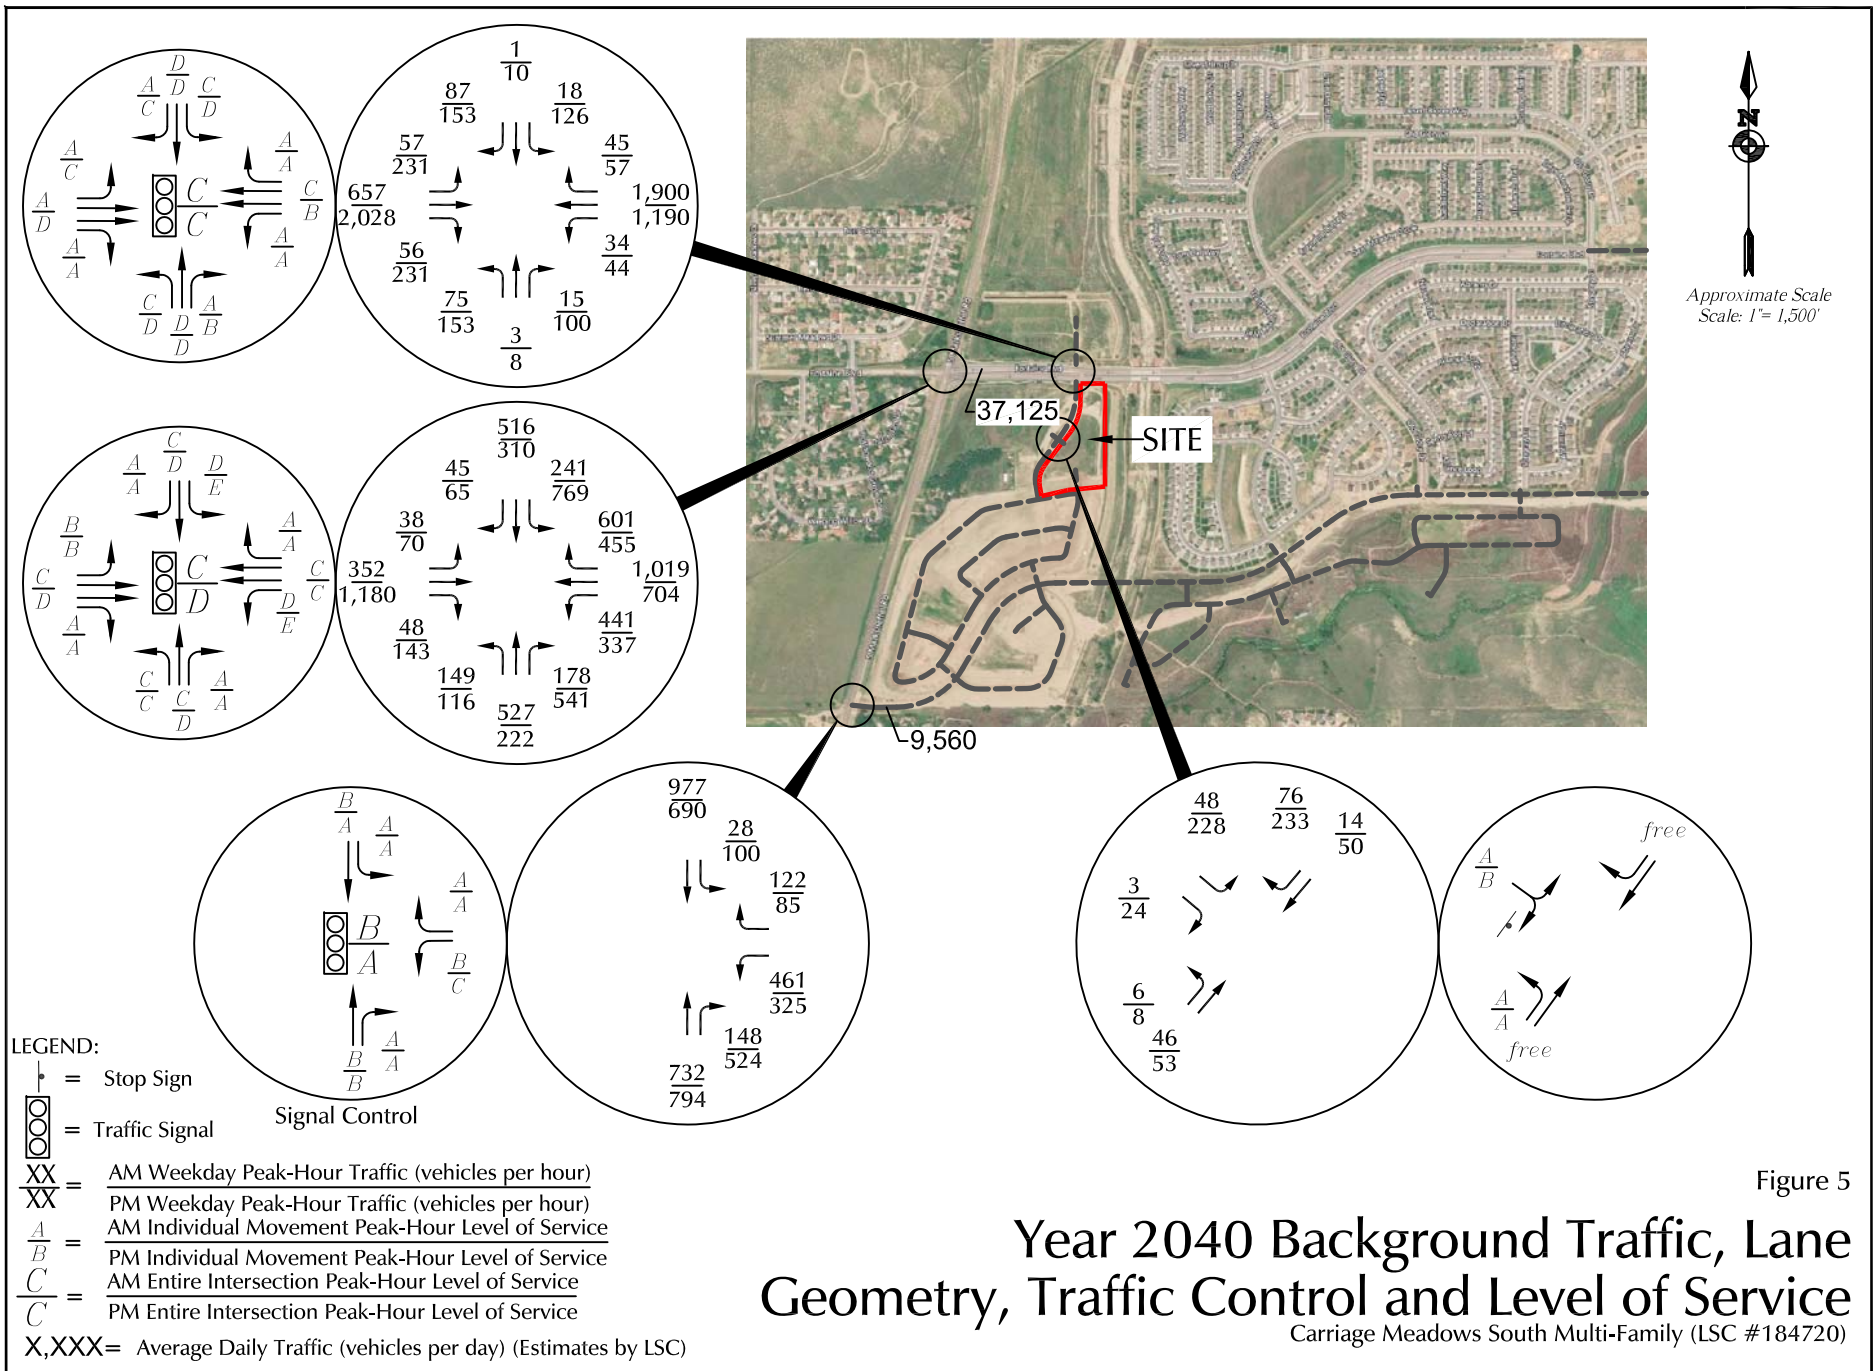 A
C
D
D
C
D
A
C
A
A
A
D
C
C
C
B
A
A
A
A
C
D
D
D
A
B
1
10
87
153
18
126
57
231
45
57
657
2,028
1,900
1,190
56
231
34
44
75
153
15
100
3
8
N
Approximate Scale
Scale: 1"= 1,500'
37,125
SITE
9,560
A
A
C
D
D
E
B
B
A
A
C
D
C
D
C
C
A
A
D
E
C
C
C
D
A
A
516
310
45
65
241
769
38
70
601
455
352
1,180
1,019
704
48
143
441
337
149
116
178
541
527
222
B
A
A
A
A
A
B
A
B
C
A
A
B
B
Signal Control
977
690
28
100
122
85
461
325
148
524
732
794
48
228
76
233
14
50
3
24
6
8
46
53
free
A
B
A
A
free
LEGEND:
= Stop Sign
= Traffic Signal
XX = AM Weekday Peak-Hour Traffic (vehicles per hour)
XX PM Weekday Peak-Hour Traffic (vehicles per hour)
A = AM Individual Movement Peak-Hour Level of Service
B PM Individual Movement Peak-Hour Level of Service
C = AM Entire Intersection Peak-Hour Level of Service
C PM Entire Intersection Peak-Hour Level of Service
X,XXX= Average Daily Traffic (vehicles per day) (Estimates by LSC)
Figure 5
Year 2040 Background Traffic, Lane
Geometry, Traffic Control and Level of Service
Carriage Meadows South Multi-Family (LSC #184720)